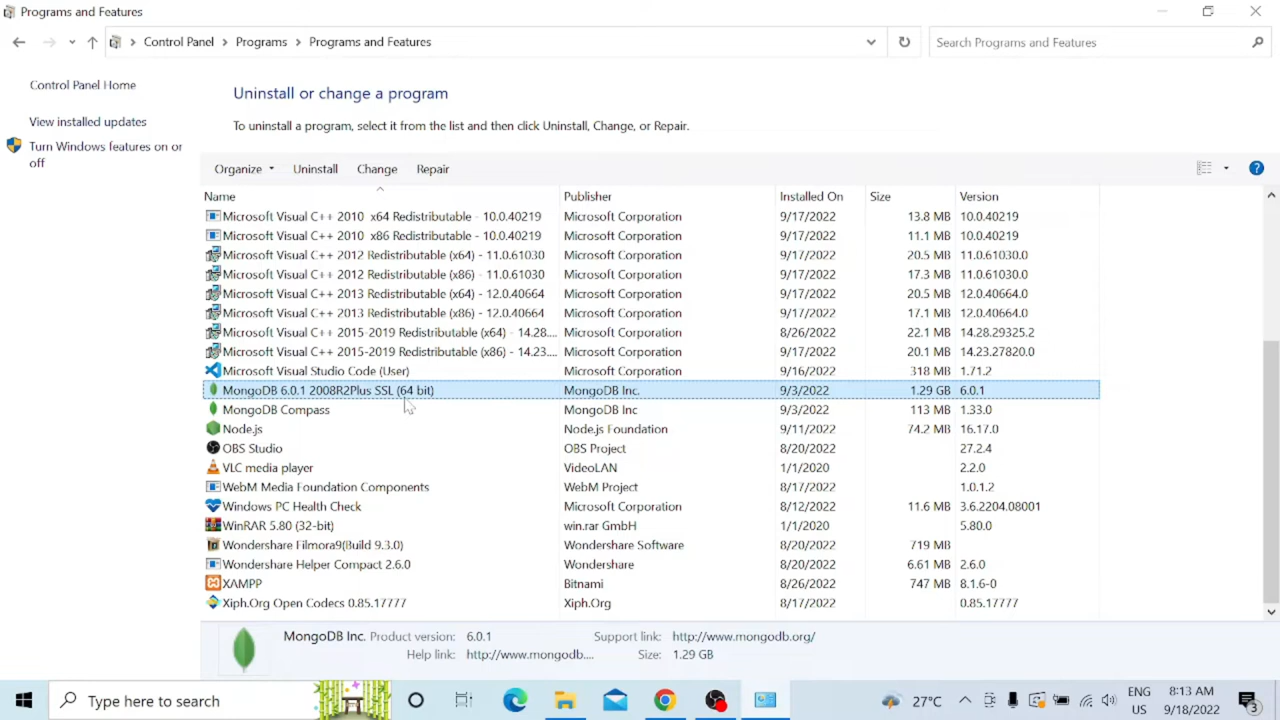 Programs and Features
Control Panel > Programs > Programs and Features
Search Programs and Features
Control Panel Home
View installed updates
Turn Windows features on or
off
Uninstall or change a program
To uninstall a program, select it from the list and then click Uninstall, Change, or Repair.
Organize Uninstall Change Repair
Name Publisher Installed On Size Version
Microsoft Visual C++ 2010 x64 Redistributable - 10.0.40219 Microsoft Corporation 9/17/2022 13.8 MB 10.0.40219
Microsoft Visual C++ 2010 x86 Redistributable - 10.0.40219 Microsoft Corporation 9/17/2022 11.1 MB 10.0.40219
Microsoft Visual C++ 2012 Redistributable (x64) - 11.0.61030 Microsoft Corporation 9/17/2022 20.5 MB 11.0.61030.0
Microsoft Visual C++ 2012 Redistributable (x86) - 11.0.61030 Microsoft Corporation 9/17/2022 17.3 MB 11.0.61030.0
Microsoft Visual C++ 2013 Redistributable (x64) - 12.0.40664 Microsoft Corporation 9/17/2022 20.5 MB 12.0.40664.0
Microsoft Visual C++ 2013 Redistributable (x86) - 12.0.40664 Microsoft Corporation 9/17/2022 17.1 MB 12.0.40664.0
Microsoft Visual C++ 2015-2019 Redistributable (x64) - 14.28.... Microsoft Corporation 8/26/2022 22.1 MB 14.28.29325.2
Microsoft Visual C++ 2015-2019 Redistributable (x86) - 14.23.... Microsoft Corporation 9/17/2022 20.1 MB 14.23.27820.0
Microsoft Visual Studio Code (User) Microsoft Corporation 9/16/2022 318 MB 1.71.2
MongoDB 6.0.1 2008R2Plus SSL (64 bit) MongoDB Inc. 9/3/2022 1.29 GB 6.0.1
MongoDB Compass MongoDB Inc 9/3/2022 113 MB 1.33.0
Node.js Node.js Foundation 9/11/2022 74.2 MB 16.17.0
OBS Studio OBS Project 8/20/2022 27.2.4
VLC media player VideoLAN 1/1/2020 2.2.0
WebM Media Foundation Components WebM Project 8/17/2022 1.0.1.2
Windows PC Health Check Microsoft Corporation 8/12/2022 11.6 MB 3.6.2204.08001
WinRAR 5.80 (32-bit) win.rar GmbH 1/1/2020 5.80.0
Wondershare Filmora9(Build 9.3.0) Wondershare Software 8/20/2022 719 MB
Wondershare Helper Compact 2.6.0 Wondershare 8/20/2022 6.61 MB 2.6.0
XAMPP Bitnami 8/26/2022 747 MB 8.1.6-0
Xiph.Org Open Codecs 0.85.17777 Xiph.Org 8/17/2022 0.85.17777
MongoDB Inc. Product version: 6.0.1 Support link: http://www.mongodb.org/
Help link: http://www.mongodb.... Size: 1.29 GB
Type here to search
27°C
ENG
US
8:13 AM
9/18/2022
3